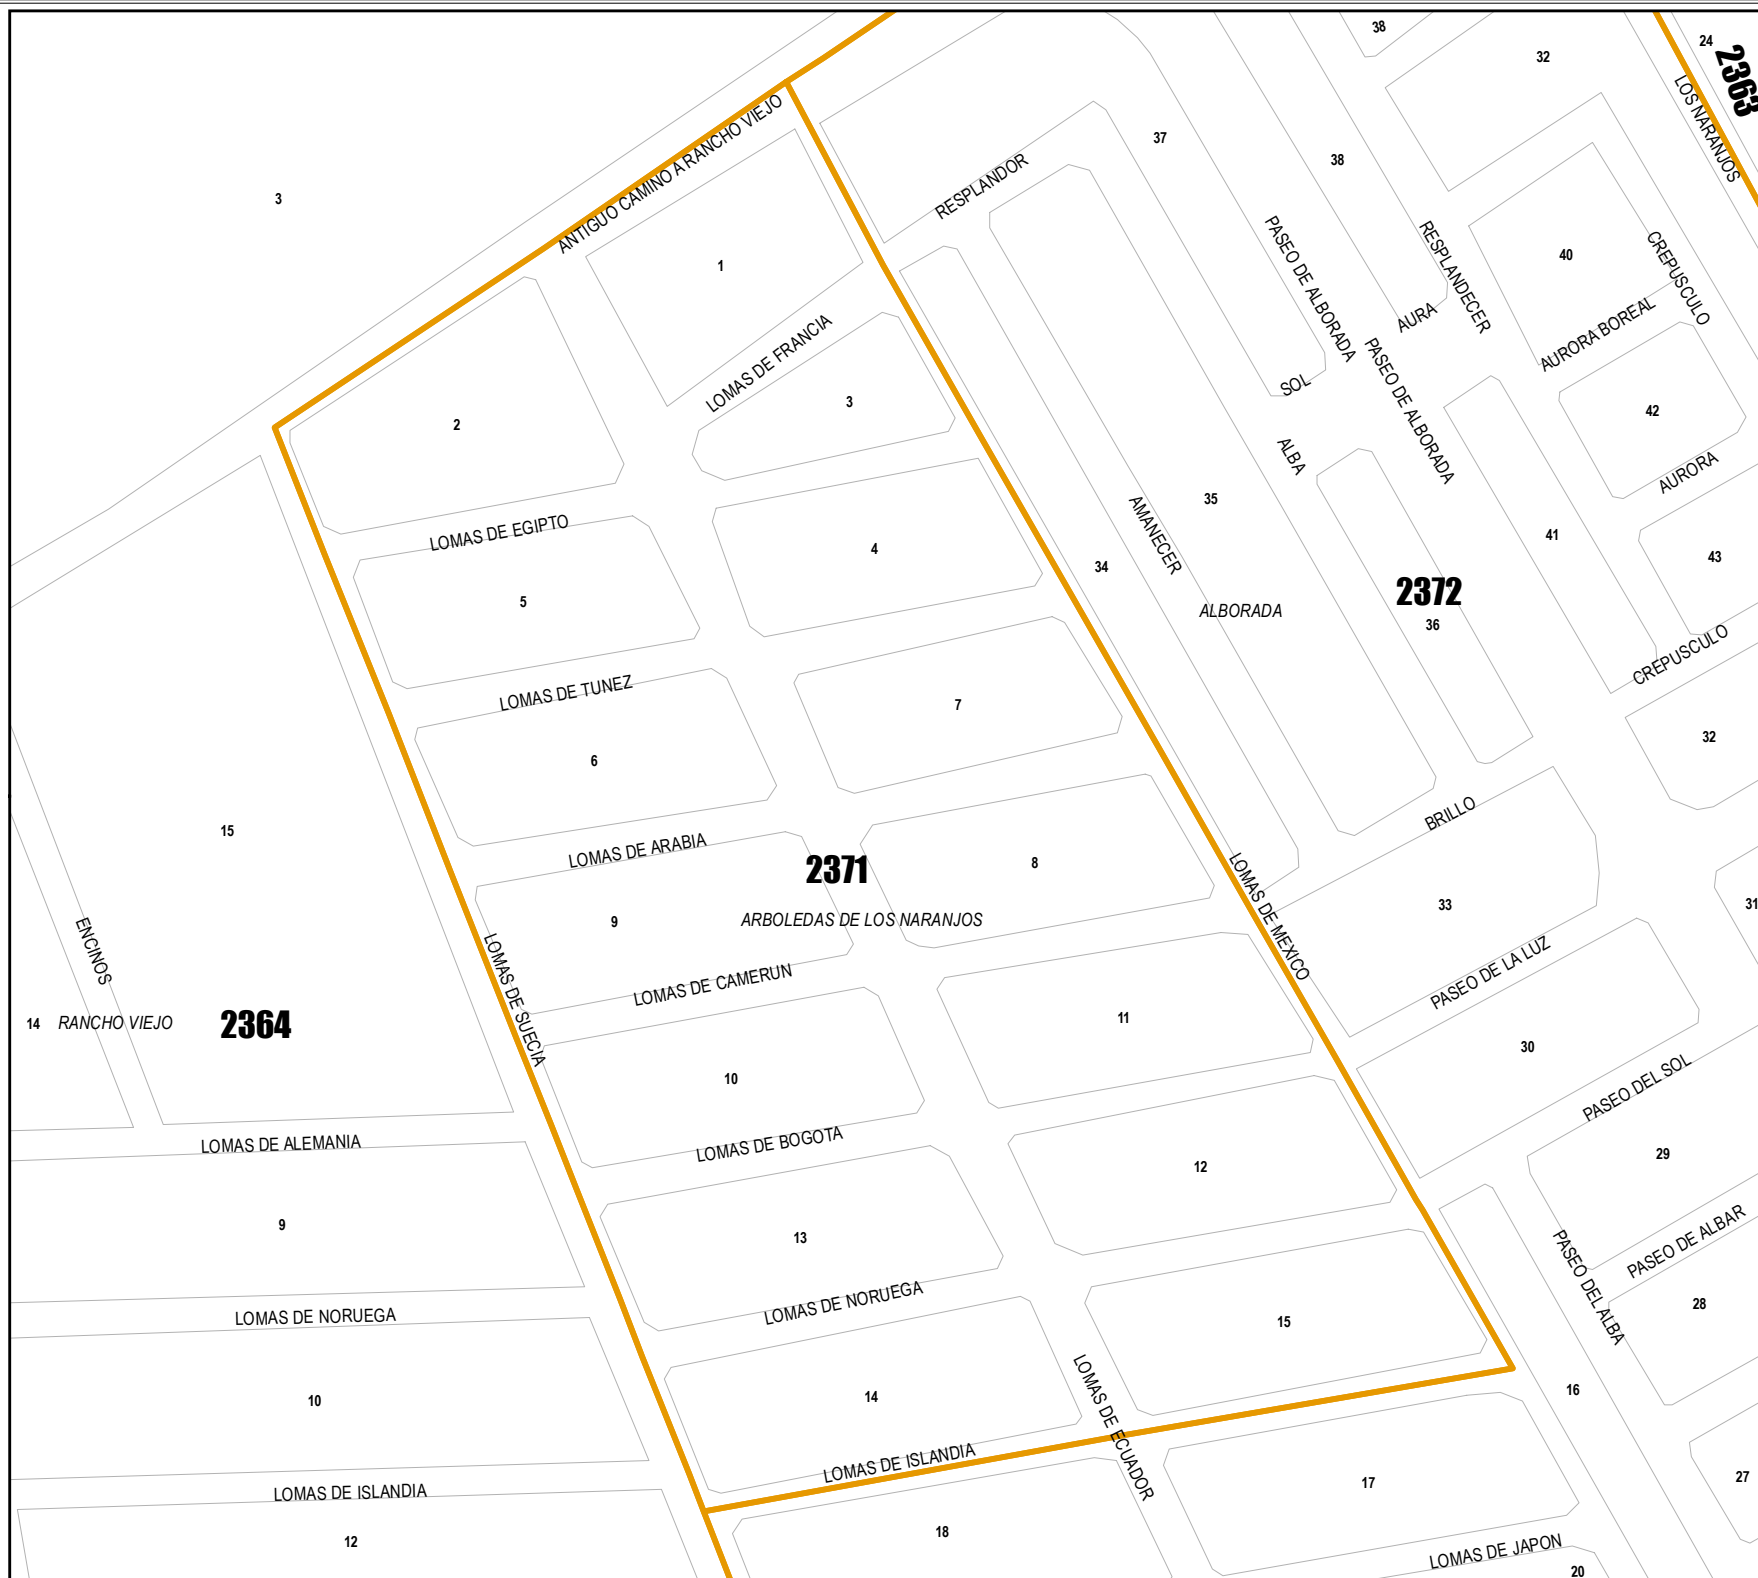 38
24
2363
32
LOS NARANJOS
ANTIGUO CAMINO A RANCHO VIEJO
37
38
RESPLANDOR
3
PASEO DE ALBORADA
RESPLANDECER
CREPUSCULO
40
1
AURA
AURORA BOREAL
LOMAS DE FRANCIA
PASEO DE ALBORADA
SOL
3
42
2
ALBA
AURORA
35
AMANECER
LOMAS DE EGIPTO
41
4
43
34
2372
5
ALBORADA
36
CREPUSCULO
LOMAS DE TUNEZ
7
32
6
BRILLO
15
LOMAS DE ARABIA
2371
8
LOMAS DE MEXICO
33
31
9
ARBOLEDAS DE LOS NARANJOS
ENCINOS
LOMAS DE SUECIA
LOMAS DE CAMERUN
PASEO DE LA LUZ
14
RANCHO VIEJO
2364
11
30
10
PASEO DEL SOL
LOMAS DE ALEMANIA
LOMAS DE BOGOTA
12
29
9
13
PASEO DEL ALBA
PASEO DE ALBAR
LOMAS DE NORUEGA
LOMAS DE NORUEGA
28
15
10
14
LOMAS DE ECUADOR
16
LOMAS DE ISLANDIA
LOMAS DE ISLANDIA
17
27
12
18
LOMAS DE JAPON
20